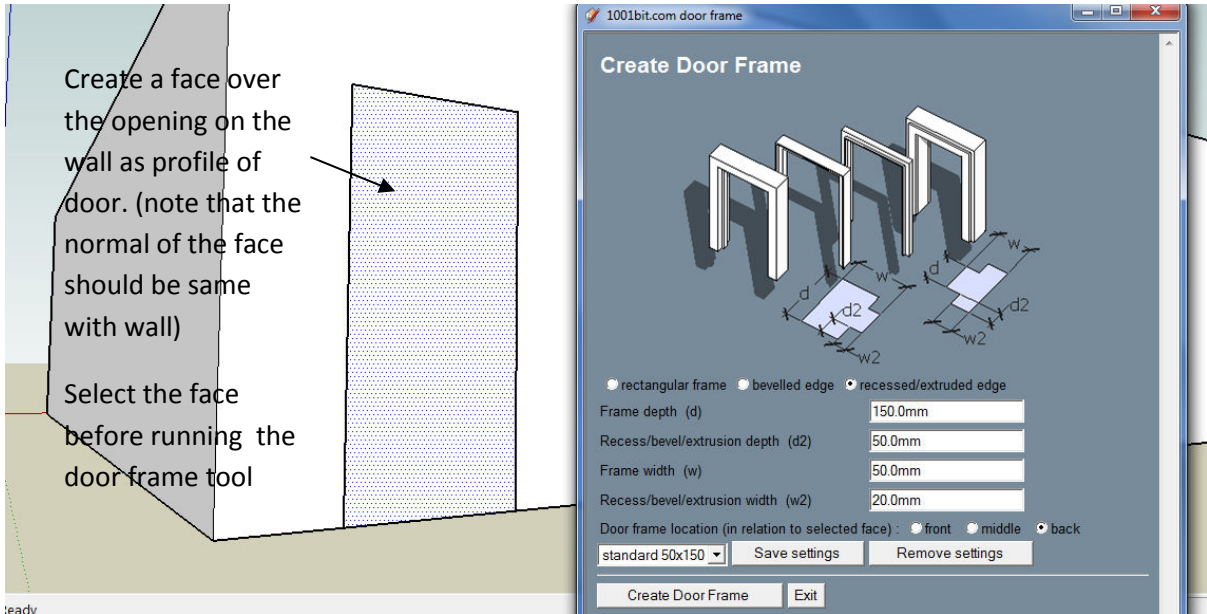 Create a face over
the opening on the
wall as profile of
door. (note that the
normal of the face
should be same
with wall)
Select the face
before running the
door frame tool
1001bit.com door frame
Create Door Frame
w
d
d2
w2
w
d
d2
w2
rectangular frame bevelled edge recessed/extruded edge
Frame depth (d) 150.0mm
Recess/bevel/extrusion depth (d2) 50.0mm
Frame width (w) 50.0mm
Recess/bevel/extrusion width (w2) 20.0mm
Door frame location (in relation to selected face) : front middle back
standard 50x150 Save settings Remove settings
Create Door Frame Exit